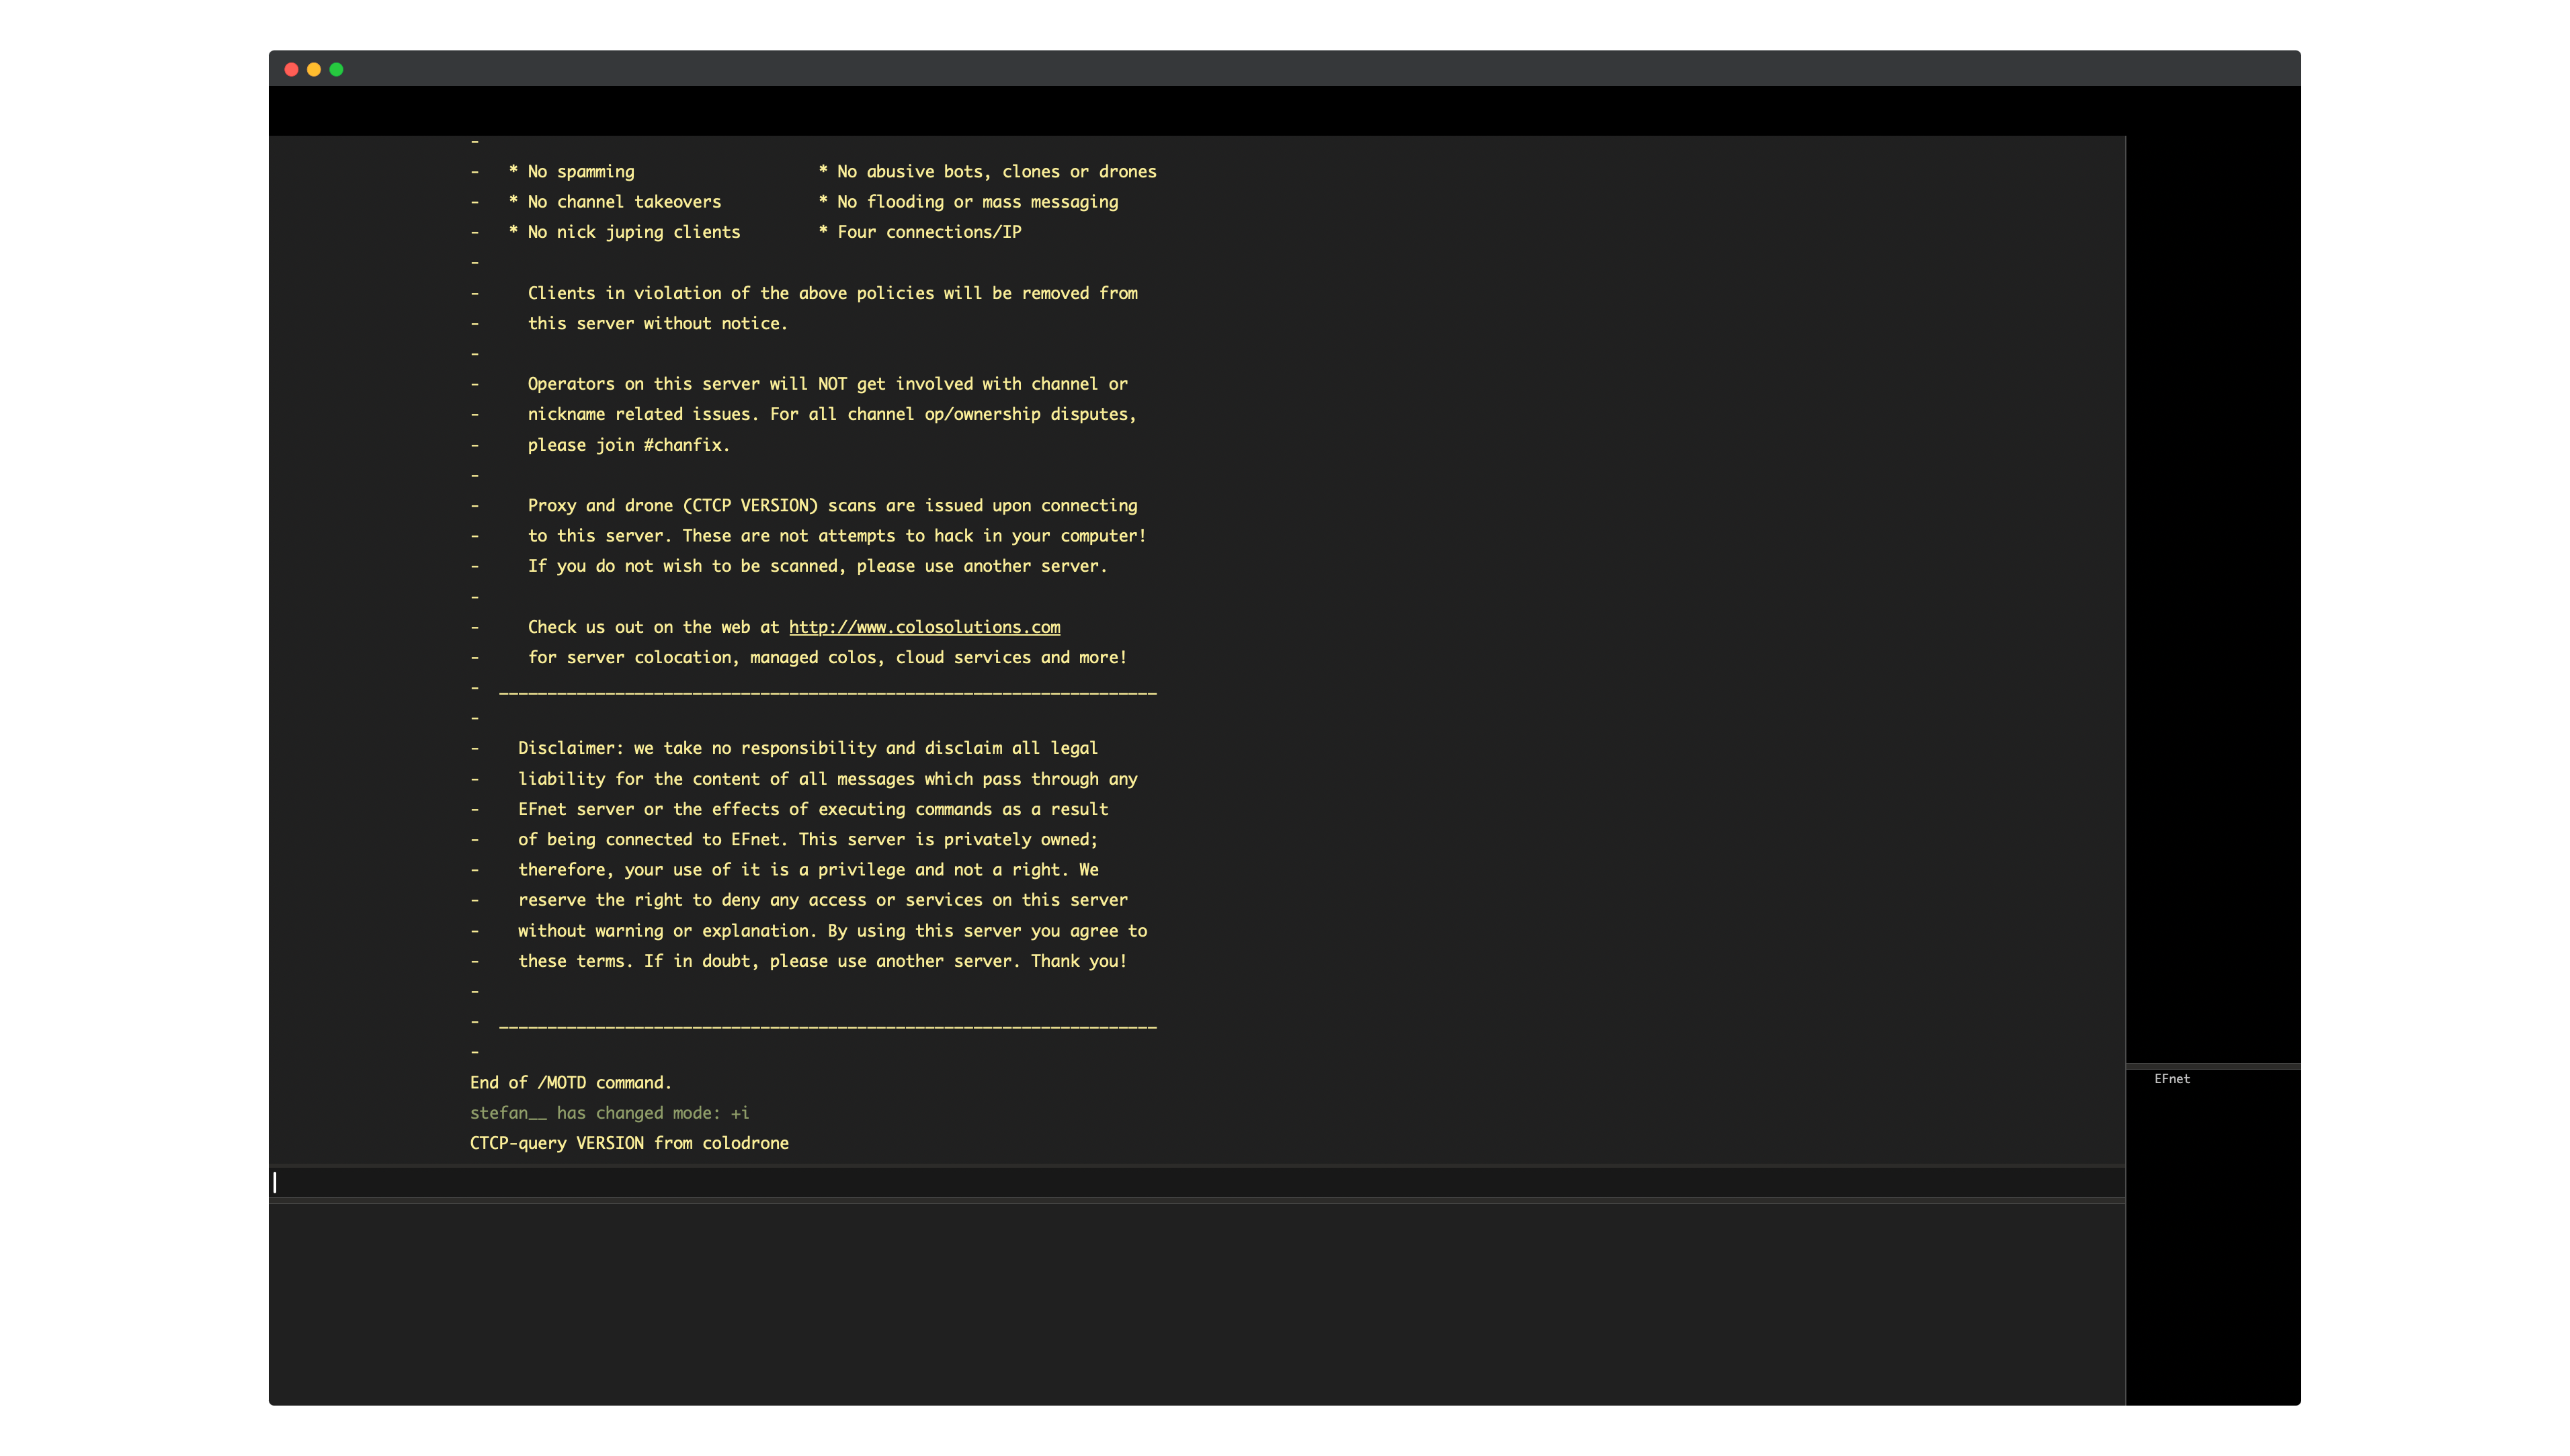 -
-   * No spamming                   * No abusive bots, clones or drones
-   * No channel takeovers          * No flooding or mass messaging
-   * No nick juping clients        * Four connections/IP
-
-     Clients in violation of the above policies will be removed from
-     this server without notice.
-
-     Operators on this server will NOT get involved with channel or
-     nickname related issues. For all channel op/ownership disputes,
-     please join #chanfix.
-
-     Proxy and drone (CTCP VERSION) scans are issued upon connecting
-     to this server. These are not attempts to hack in your computer!
-     If you do not wish to be scanned, please use another server.
-
-     Check us out on the web at http://www.colosolutions.com
-     for server colocation, managed colos, cloud services and more!
-  ____________________________________________________________________
-
-    Disclaimer: we take no responsibility and disclaim all legal
-    liability for the content of all messages which pass through any
-    EFnet server or the effects of executing commands as a result
-    of being connected to EFnet. This server is privately owned;
-    therefore, your use of it is a privilege and not a right. We
-    reserve the right to deny any access or services on this server
-    without warning or explanation. By using this server you agree to
-    these terms. If in doubt, please use another server. Thank you!
-
-  ____________________________________________________________________
-
End of /MOTD command.
stefan__ has changed mode: +i
CTCP-query VERSION from colodrone
EFnet